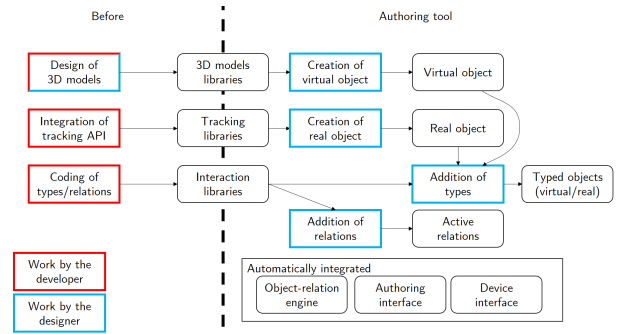 Before
Authoring tool
Design of
3D models
3D models
libraries
Creation of
virtual object
Virtual object
Integration of
tracking API
Tracking
libraries
Creation of
real object
Real object
Coding of
types/relations
Interaction
libraries
Addition of
types
Typed objects
(virtual/real)
Addition of
relations
Active
relations
Work by the
developer
Work by the
designer
Automatically integrated
Object-relation
engine
Authoring
interface
Device
interface